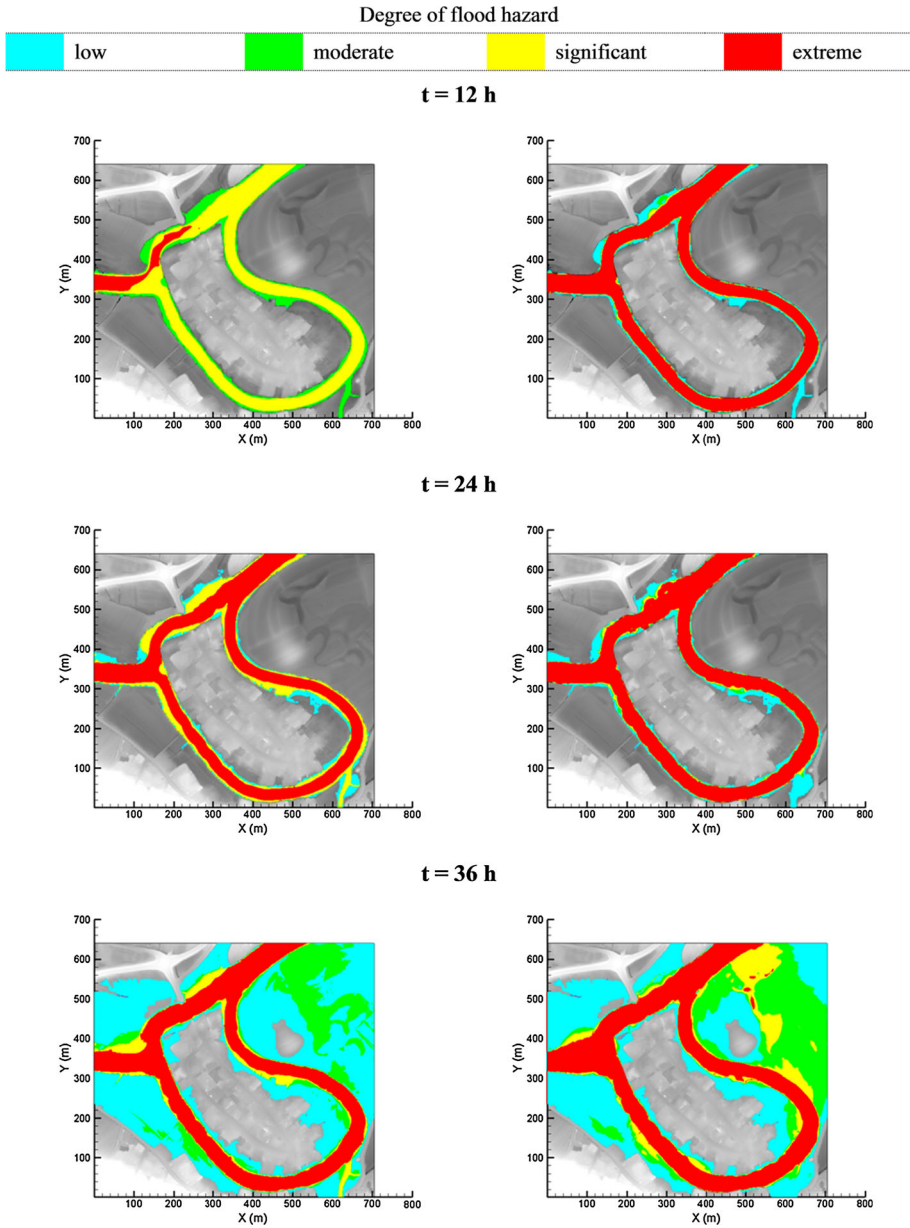 Degree of flood hazard
low moderate significant extreme
t = 12 h
700 700
600 600
500 500
400 400
Y (m) Y (m)
300 300
200 200
100 100
100 200 300 400 500 600 700 800 100 200 300 400 500 600 700 800
X (m) X (m)
t = 24 h
700 700
600 600
500 500
400 400
Y (m) Y (m)
300 300
200 200
100 100
100 200 300 400 500 600 700 800 100 200 300 400 500 600 700 800
X (m) X (m)
t = 36 h
700 700
600 600
500 500
400 400
Y (m) Y (m)
300 300
200 200
100 100
100 200 300 400 500 600 700 800 100 200 300 400 500 600 700 800
X (m) X (m)